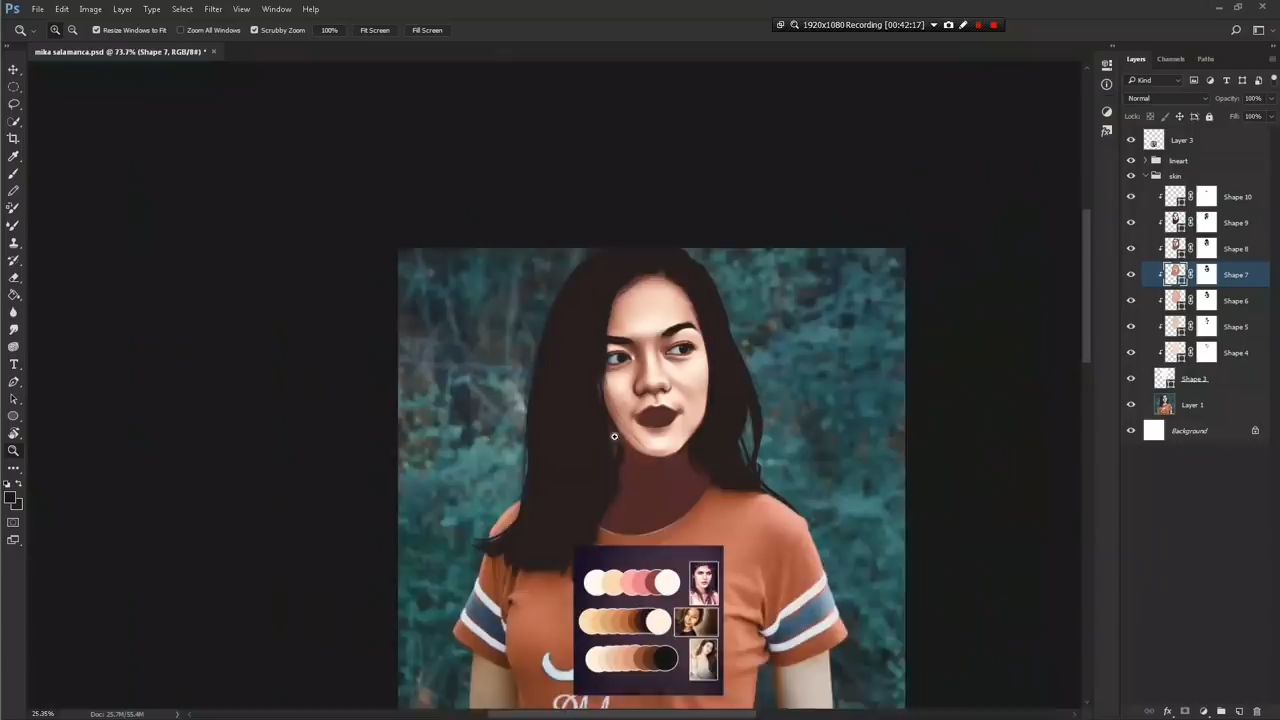 Ps File Edit Image Layer Type Select Filter View Window Help
1920x1080 Recording [00:42:17]
Resize Windows to Fit Zoom All Windows Scrubby Zoom 100% Fit Screen Fill Screen
mika salamanca.psd @ 73.7% (Shape 7, RGB/8#) * ×
Layers Channels Paths
Kind
Normal Opacity: 100%
Lock: Fill: 100%
Layer 3
lineart
skin
Shape 10
Shape 9
Shape 8
Shape 7
Shape 6
Shape 5
Shape 4
Shape 3
Layer 1
Background
25.35% Doc: 25.7M/55.4M